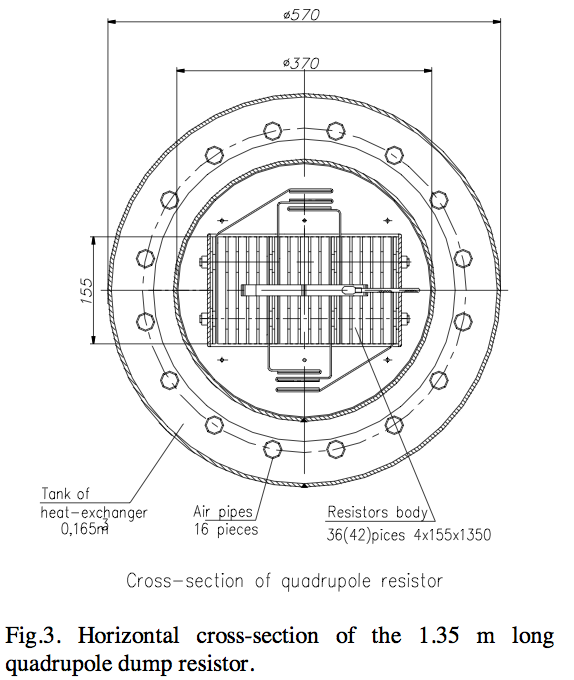 ø570
ø370
155
Tank of
heat-exchanger
0,165m³
Air pipes
16 pieces
Resistors body
36(42)pices 4x155x1350
Cross-section of quadrupole resistor
Fig.3. Horizontal cross-section of the 1.35 m long
quadrupole dump resistor.